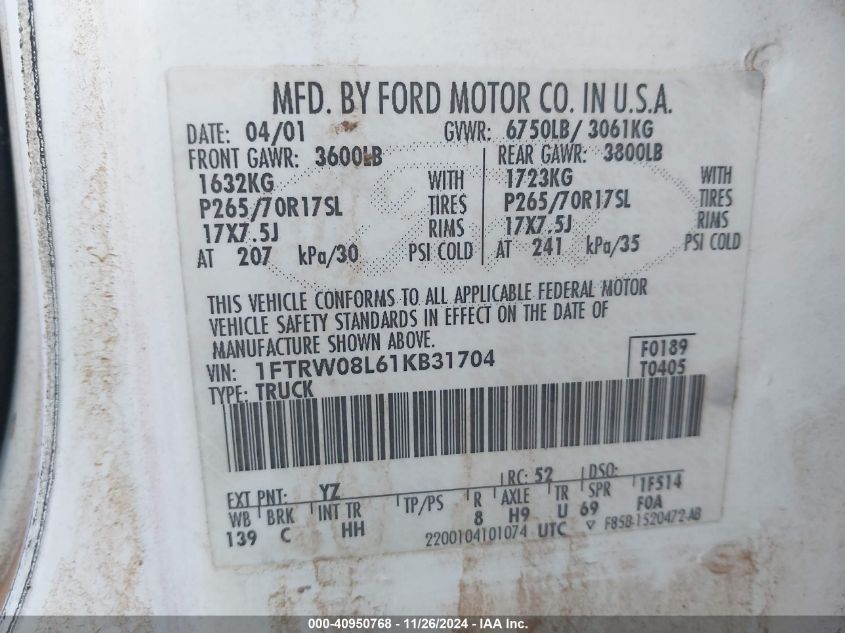 MFD. BY FORD MOTOR CO. IN U.S.A.
DATE: 04/01 GVWR: 6750LB/ 3061KG
FRONT GAWR: 3600LB REAR GAWR: 3800LB
1632KG WITH 1723KG WITH
P265/70R17SL TIRES P265/70R17SL TIRES
17X7.5J RIMS 17X7.5J RIMS
AT 207 kPa/30 PSI COLD AT 241 kPa/35 PSI COLD
THIS VEHICLE CONFORMS TO ALL APPLICABLE FEDERAL MOTOR
VEHICLE SAFETY STANDARDS IN EFFECT ON THE DATE OF
MANUFACTURE SHOWN ABOVE.
VIN: 1FTRW08L61KB31704 F0189
TYPE: TRUCK T0405
EXT PNT: YZ RC: 52 DSO:
WB BRK INT TR TP/PS R AXLE TR SPR 1F514
139 C HH 8 H9 U 69 F0A
2200104101074 UTC F85B-1520472-AB
000-40950768 - 11/26/2024 - IAA Inc.